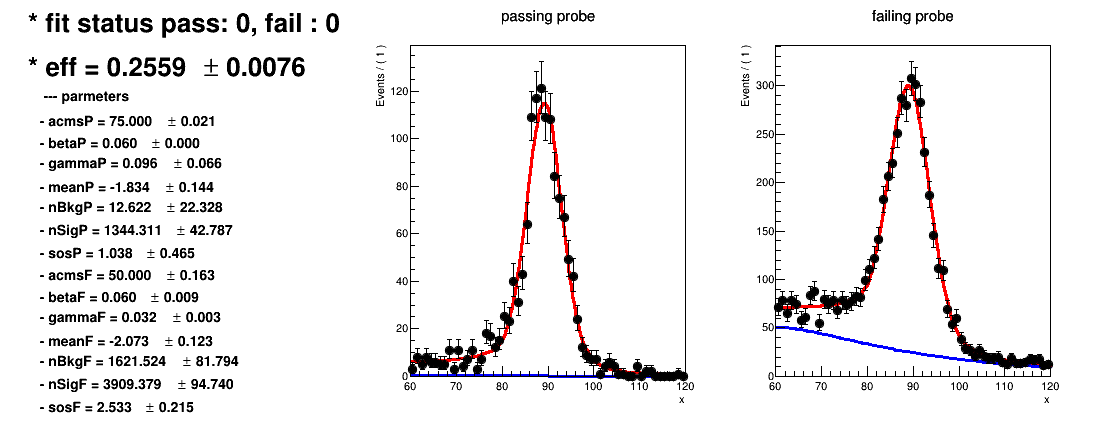 * fit status pass: 0, fail : 0
* eff = 0.2559 ± 0.0076
--- parmeters
- acmsP = 75.000 ± 0.021
- betaP = 0.060 ± 0.000
- gammaP = 0.096 ± 0.066
- meanP = -1.834 ± 0.144
- nBkgP = 12.622 ± 22.328
- nSigP = 1344.311 ± 42.787
- sosP = 1.038 ± 0.465
- acmsF = 50.000 ± 0.163
- betaF = 0.060 ± 0.009
- gammaF = 0.032 ± 0.003
- meanF = -2.073 ± 0.123
- nBkgF = 1621.524 ± 81.794
- nSigF = 3909.379 ± 94.740
- sosF = 2.533 ± 0.215
passing probe
Events / ( 1 )
120
100
80
60
40
20
0
60 70 80 90 100 110 120
x
failing probe
Events / ( 1 )
300
250
200
150
100
50
0
60 70 80 90 100 110 120
x